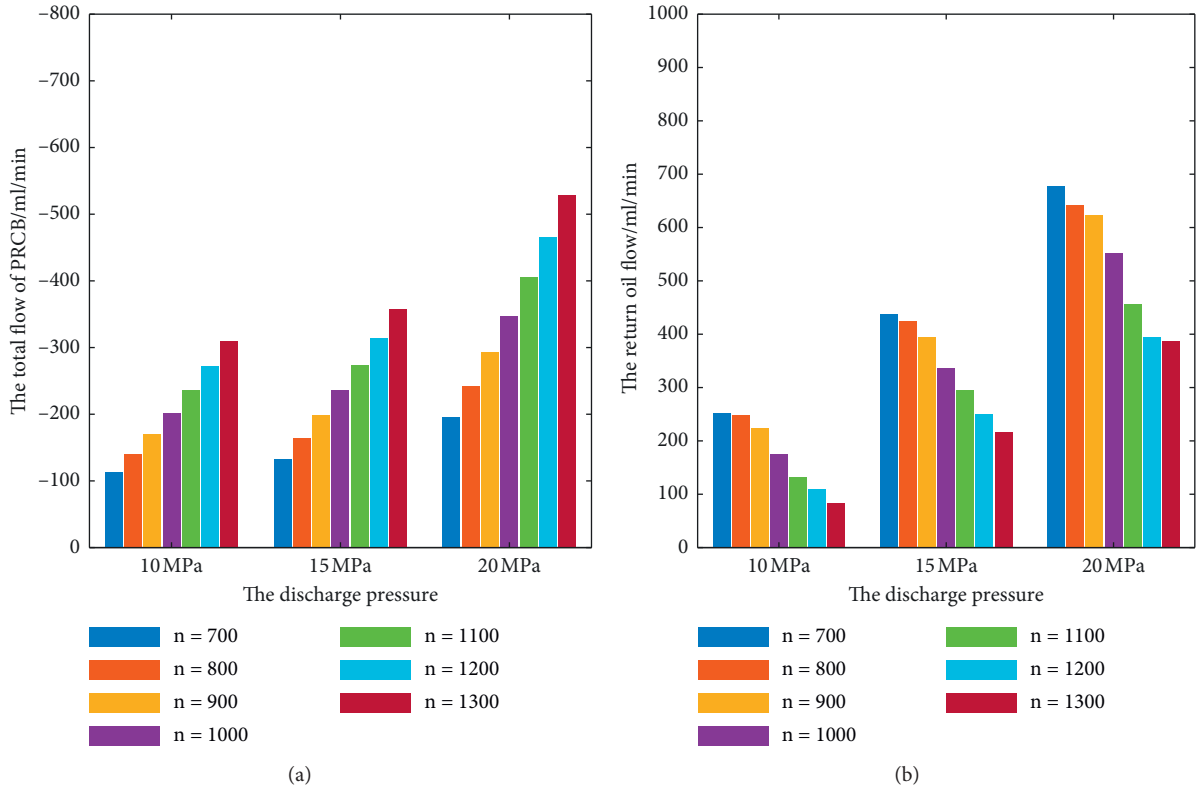 The total flow of PRCB/ml/min
–800
–700
–600
–500
–400
–300
–200
–100
0
10 MPa 15 MPa 20 MPa
The discharge pressure
n = 700 n = 1100
n = 800 n = 1200
n = 900 n = 1300
n = 1000
(a)
The return oil flow/ml/min
1000
900
800
700
600
500
400
300
200
100
0
10 MPa 15 MPa 20 MPa
The discharge pressure
n = 700 n = 1100
n = 800 n = 1200
n = 900 n = 1300
n = 1000
(b)